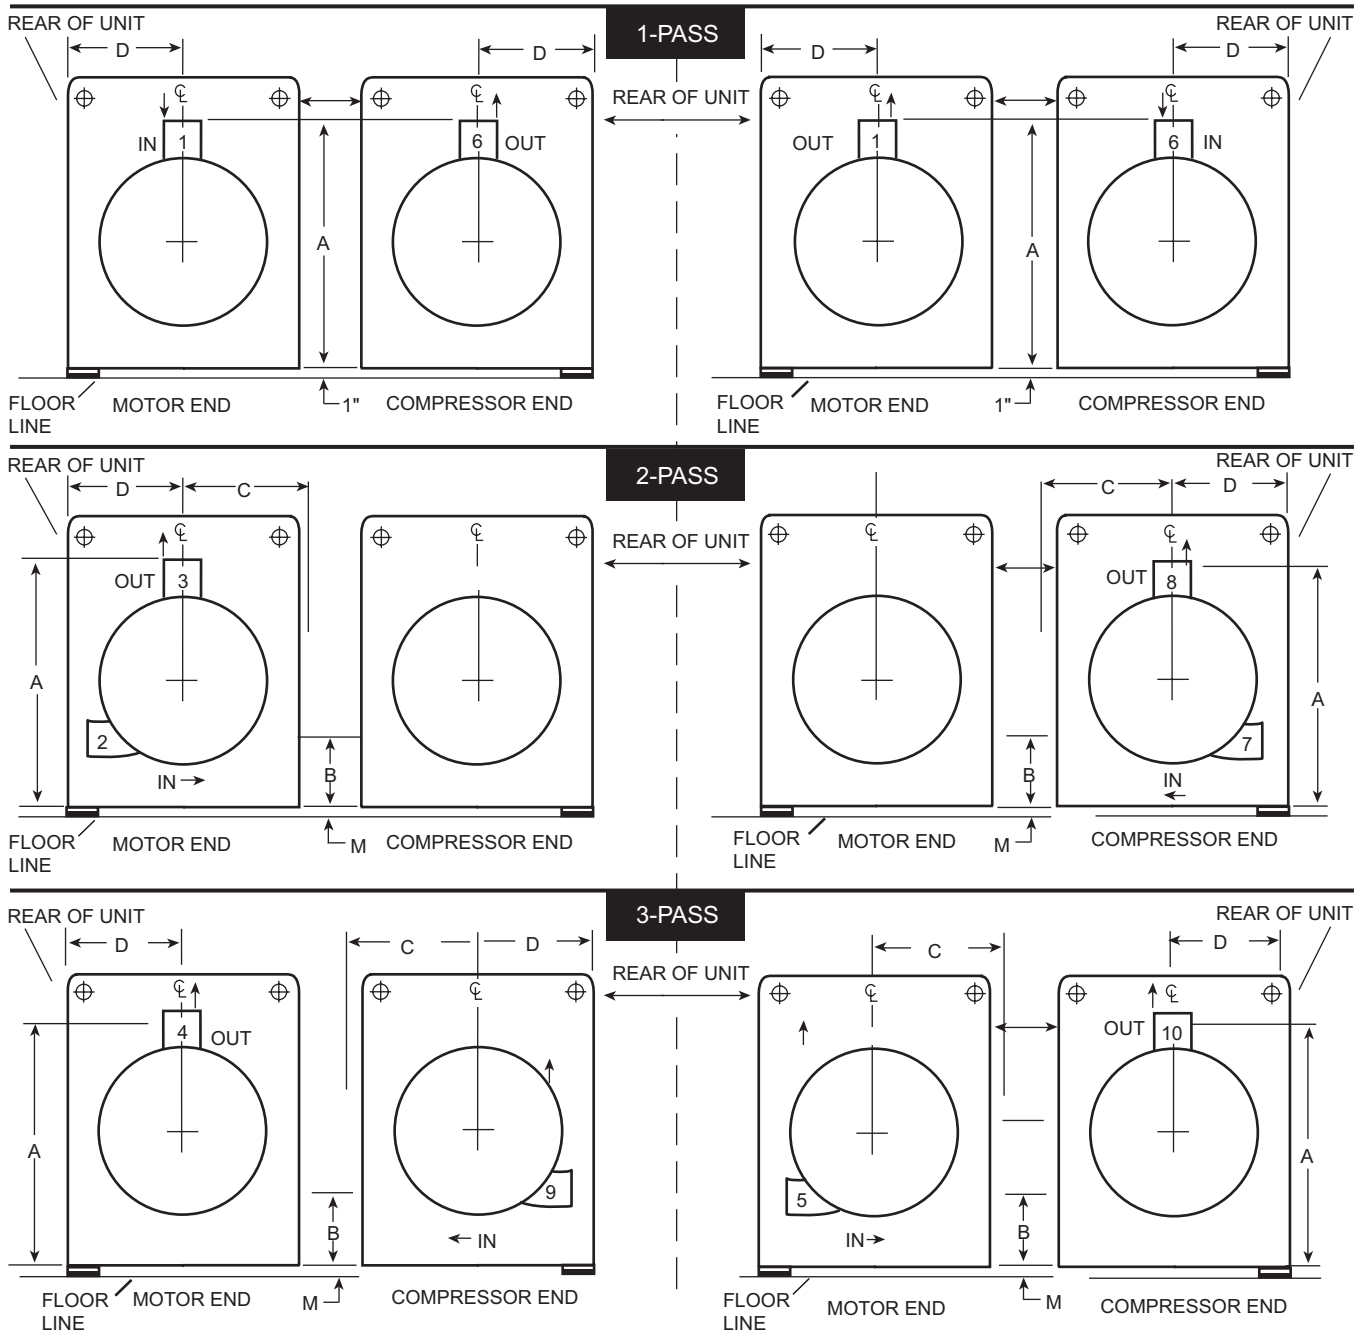 REAR OF UNIT
1-PASS
REAR OF UNIT
D
D
D
D
REAR OF UNIT
℄
℄
℄
℄
IN
1
6
OUT
OUT
1
6
IN
A
A
FLOOR
LINE
MOTOR END
1"
COMPRESSOR END
FLOOR
LINE
MOTOR END
1"
COMPRESSOR END
REAR OF UNIT
2-PASS
REAR OF UNIT
D
C
C
D
REAR OF UNIT
℄
℄
℄
℄
OUT
3
OUT
8
A
A
2
7
IN
B
B
IN
FLOOR
LINE
MOTOR END
M
COMPRESSOR END
FLOOR
LINE
MOTOR END
M
COMPRESSOR END
REAR OF UNIT
3-PASS
REAR OF UNIT
D
C
D
C
D
REAR OF UNIT
℄
℄
℄
℄
4
OUT
OUT
10
A
A
9
5
B
IN
IN
B
FLOOR
LINE
MOTOR END
M
COMPRESSOR END
FLOOR
LINE
MOTOR END
M
COMPRESSOR END